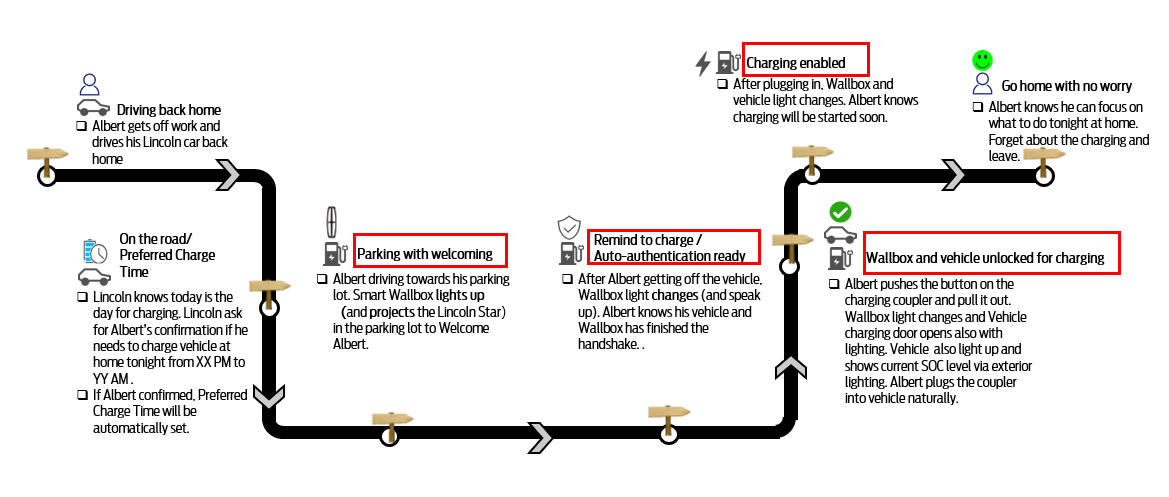 Driving back home
❑ Albert gets off work and
drives his Lincoln car back
home
On the road/
Preferred Charge
Time
❑ Lincoln knows today is the
day for charging. Lincoln ask
for Albert's confirmation if he
needs to charge vehicle at
home tonight from XX PM to
YY AM .
❑ If Albert confirmed, Preferred
Charge Time will be
automatically set.
Parking with welcoming
❑ Albert driving towards his parking
lot. Smart Wallbox lights up
(and projects the Lincoln Star)
in the parking lot to Welcome
Albert.
Remind to charge /
Auto-authentication ready
❑ After Albert getting off the vehicle,
Wallbox light changes (and speak
up). Albert knows his vehicle and
Wallbox has finished the
handshake. .
Wallbox and vehicle unlocked for charging
❑ Albert pushes the button on the
charging coupler and pull it out.
Wallbox light changes and Vehicle
charging door opens also with
lighting. Vehicle also light up and
shows current SOC level via exterior
lighting. Albert plugs the coupler
into vehicle naturally.
Charging enabled
❑ After plugging in, Wallbox and
vehicle light changes. Albert knows
charging will be started soon.
Go home with no worry
❑ Albert knows he can focus on
what to do tonight at home.
Forget about the charging and
leave.